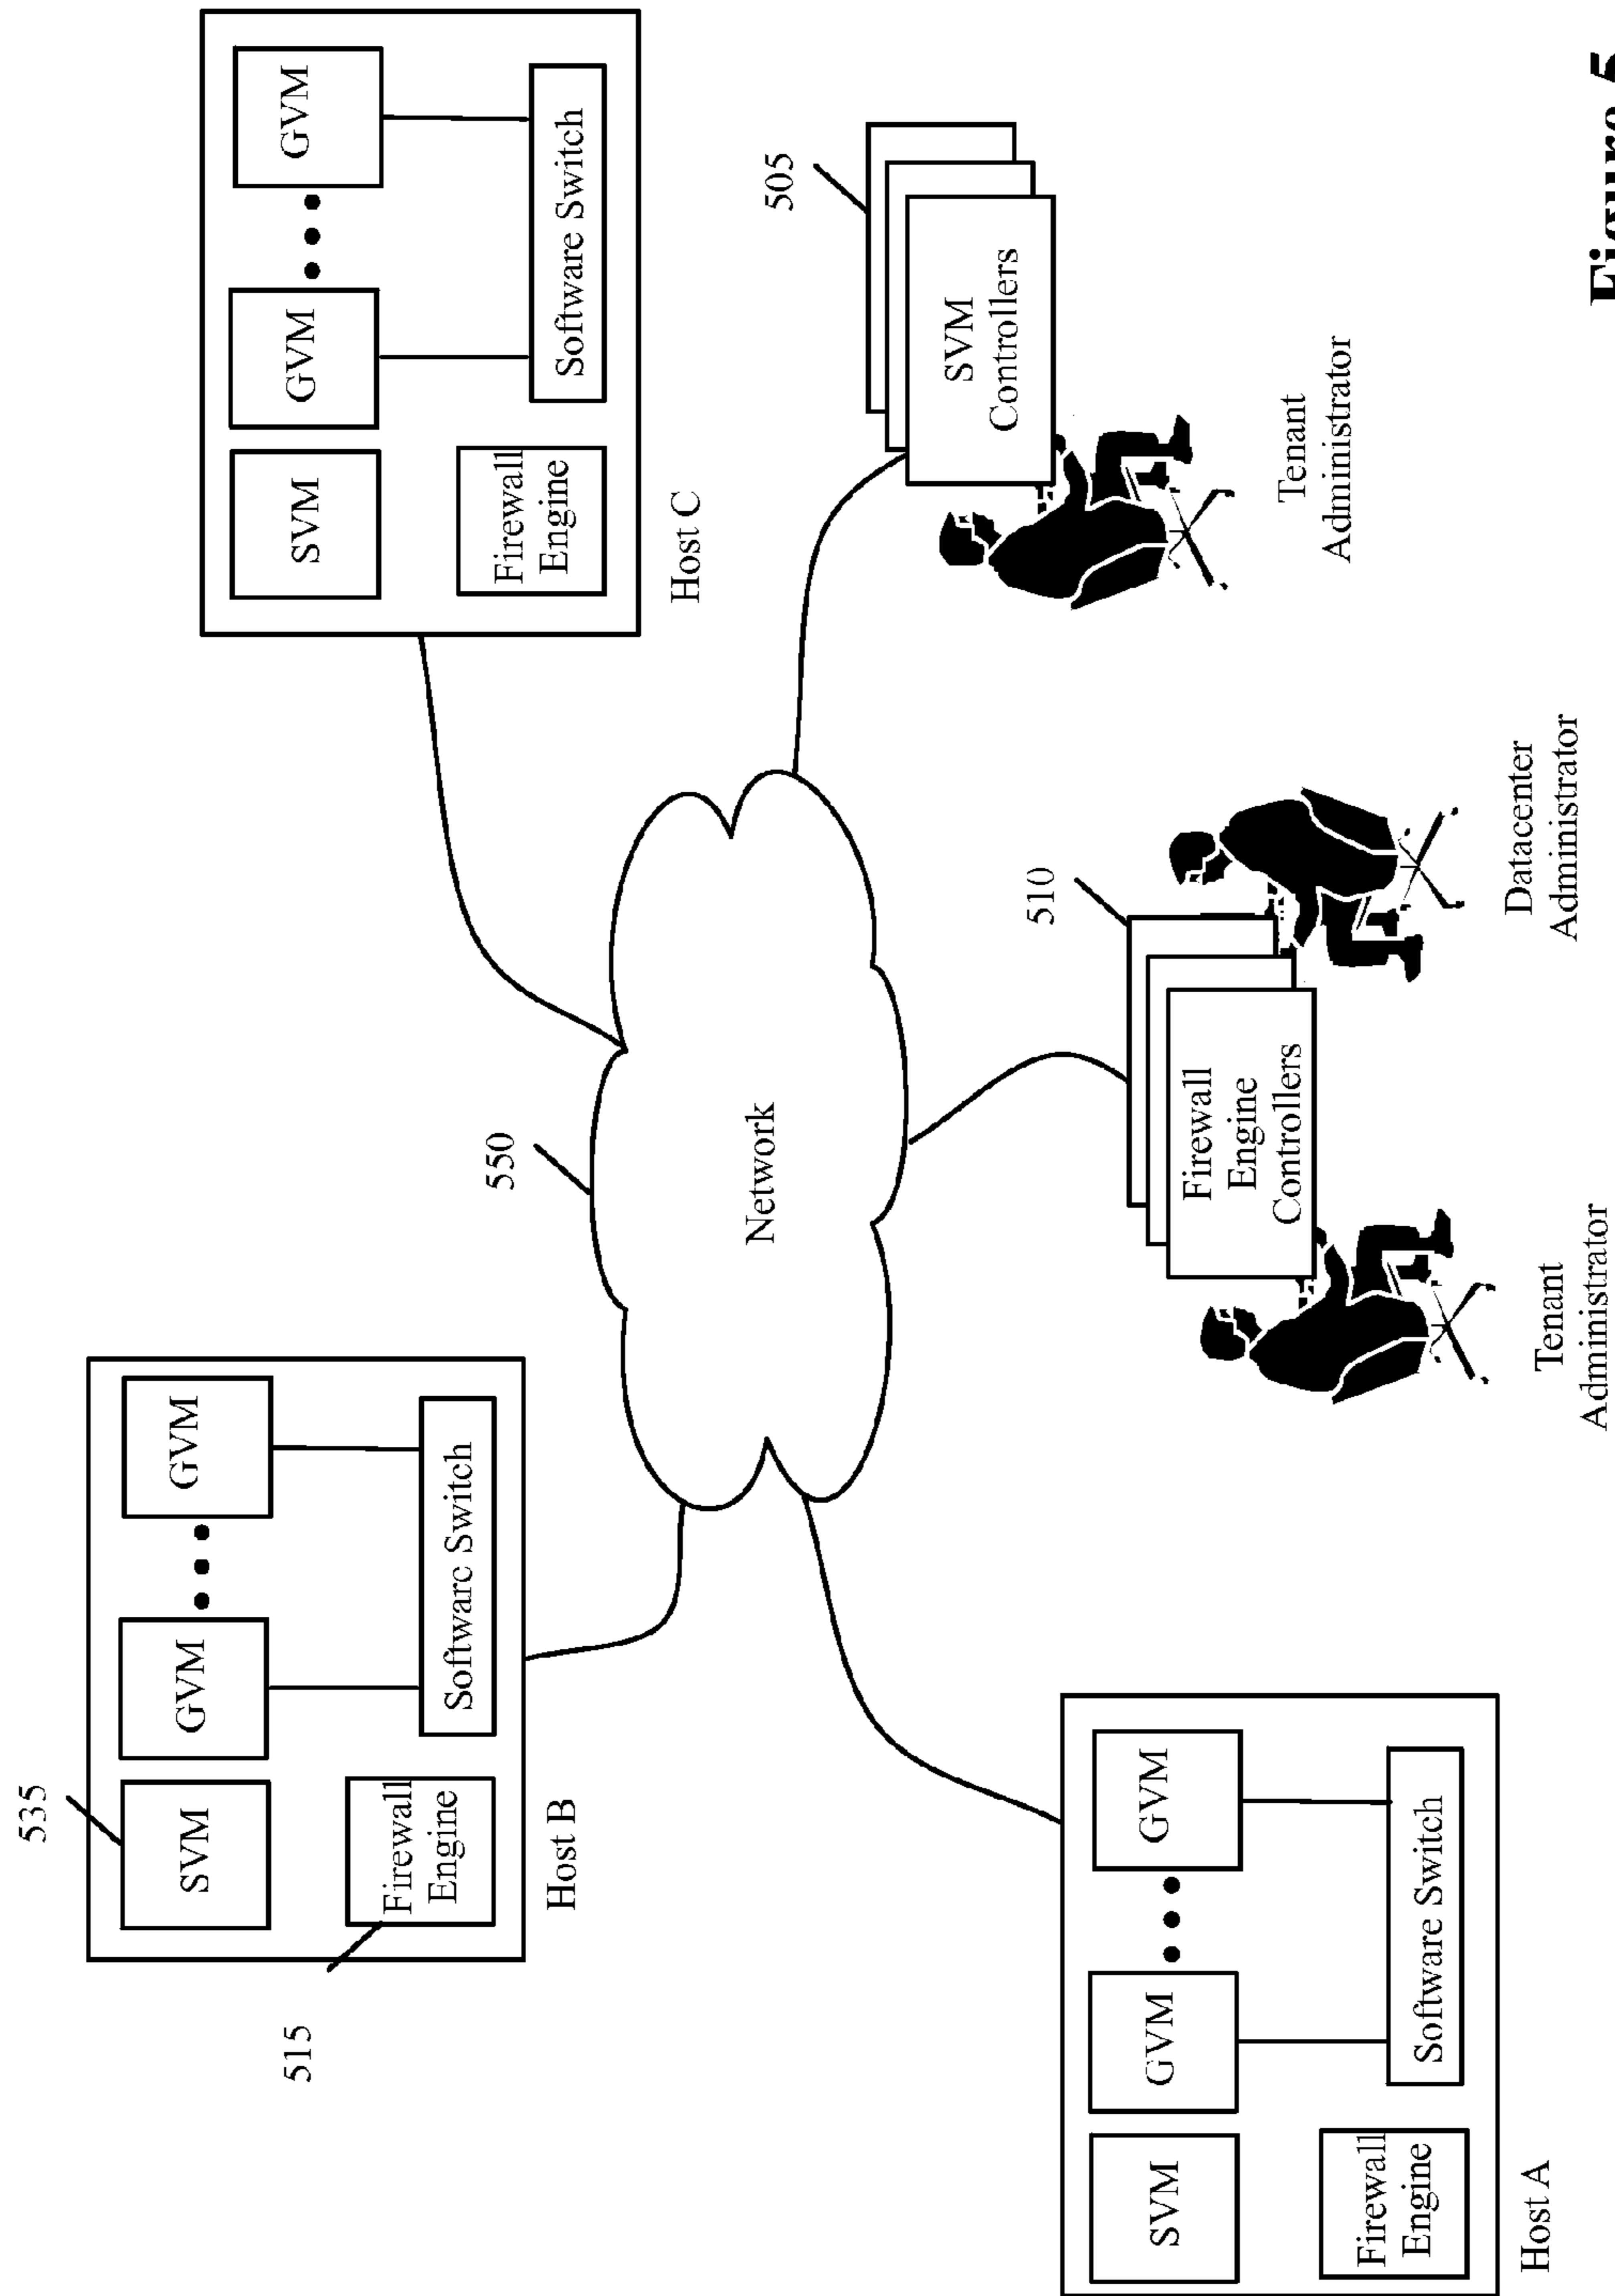 535
SVM
GVM
GVM
515
Firewall
Engine
Software Switch
Host B
SVM
GVM
GVM
Firewall
Engine
Software Switch
Host C
550
Network
505
SVM
Controllers
Tenant
Administrator
510
Firewall
Engine
Controllers
Tenant
Administrator
Datacenter
Administrator
SVM
GVM
GVM
Firewall
Engine
Software Switch
Host A
Figure 5